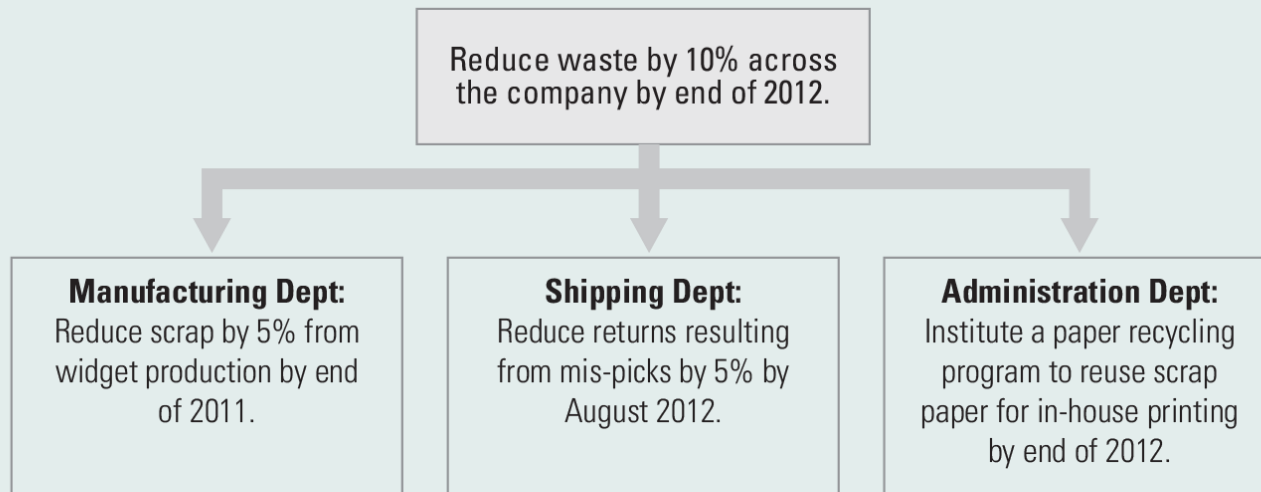 Reduce waste by 10% across
the company by end of 2012.
Manufacturing Dept:
Reduce scrap by 5% from
widget production by end
of 2011.
Shipping Dept:
Reduce returns resulting
from mis-picks by 5% by
August 2012.
Administration Dept:
Institute a paper recycling
program to reuse scrap
paper for in-house printing
by end of 2012.